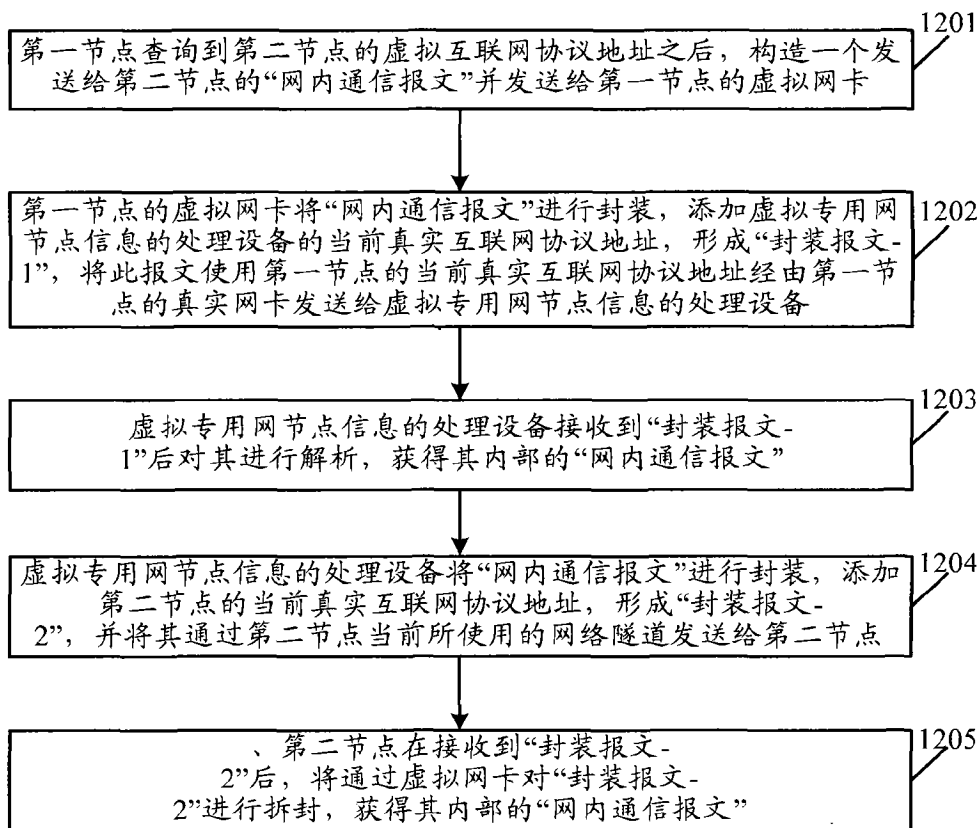 1201
第一节点查询到第二节点的虚拟互联网协议地址之后，构造一个发
送给第二节点的“网内通信报文”并发送给第一节点的虚拟网卡
1202
第一节点的虚拟网卡将“网内通信报文”进行封装，添加虚拟专用网
节点信息的处理设备的当前真实互联网协议地址，形成“封装报文-
1”，将此报文使用第一节点的当前真实互联网协议地址经由第一节
点的真实网卡发送给虚拟专用网节点信息的处理设备
1203
虚拟专用网节点信息的处理设备接收到“封装报文-
1”后对其进行解析，获得其内部的“网内通信报文”
1204
虚拟专用网节点信息的处理设备将“网内通信报文”进行封装，添加
第二节点的当前真实互联网协议地址，形成“封装报文-
2”，并将其通过第二节点当前所使用的网络隧道发送给第二节点
1205
、第二节点在接收到“封装报文-
2”后，将通过虚拟网卡对“封装报文-
2”进行拆封，获得其内部的“网内通信报文”